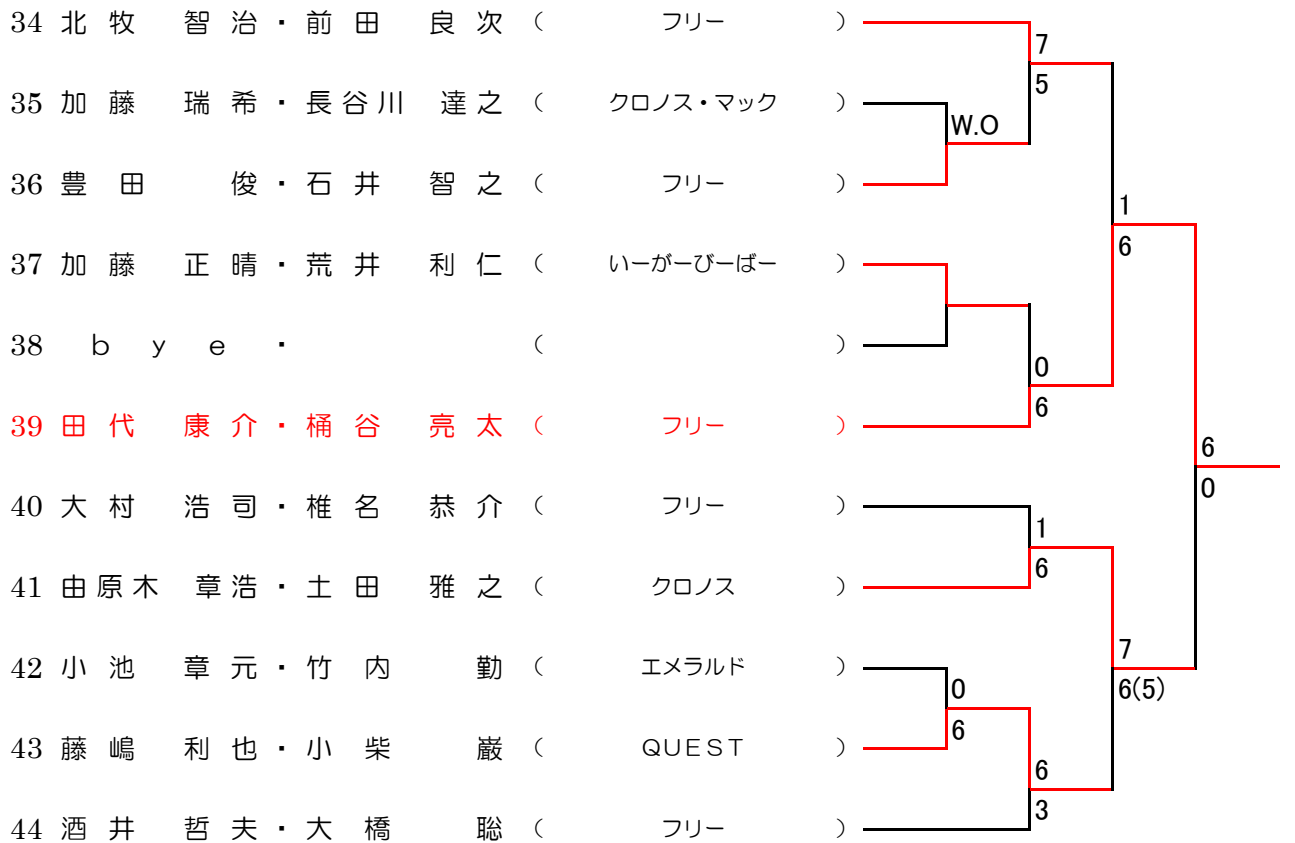 34 北牧 智治・前田 良次 ( フリー )
7
35 加藤 瑞希・長谷川 達之 ( クロノス・マック )
5
W.O
36 豊田 俊・石井 智之 ( フリー )
1
37 加藤 正晴・荒井 利仁 ( いーがーびーばー )
6
38 ｂｙｅ・ ( )
0
39 田代 康介・桶谷 亮太 ( フリー )
6
6
40 大村 浩司・椎名 恭介 ( フリー )
0
1
41 由原木 章浩・土田 雅之 ( クロノス )
6
42 小池 章元・竹内 勤 ( エメラルド )
7
0
6(5)
43 藤嶋 利也・小柴 巌 ( ＱＵＥＳＴ )
6
6
44 酒井 哲夫・大橋 聡 ( フリー )
3